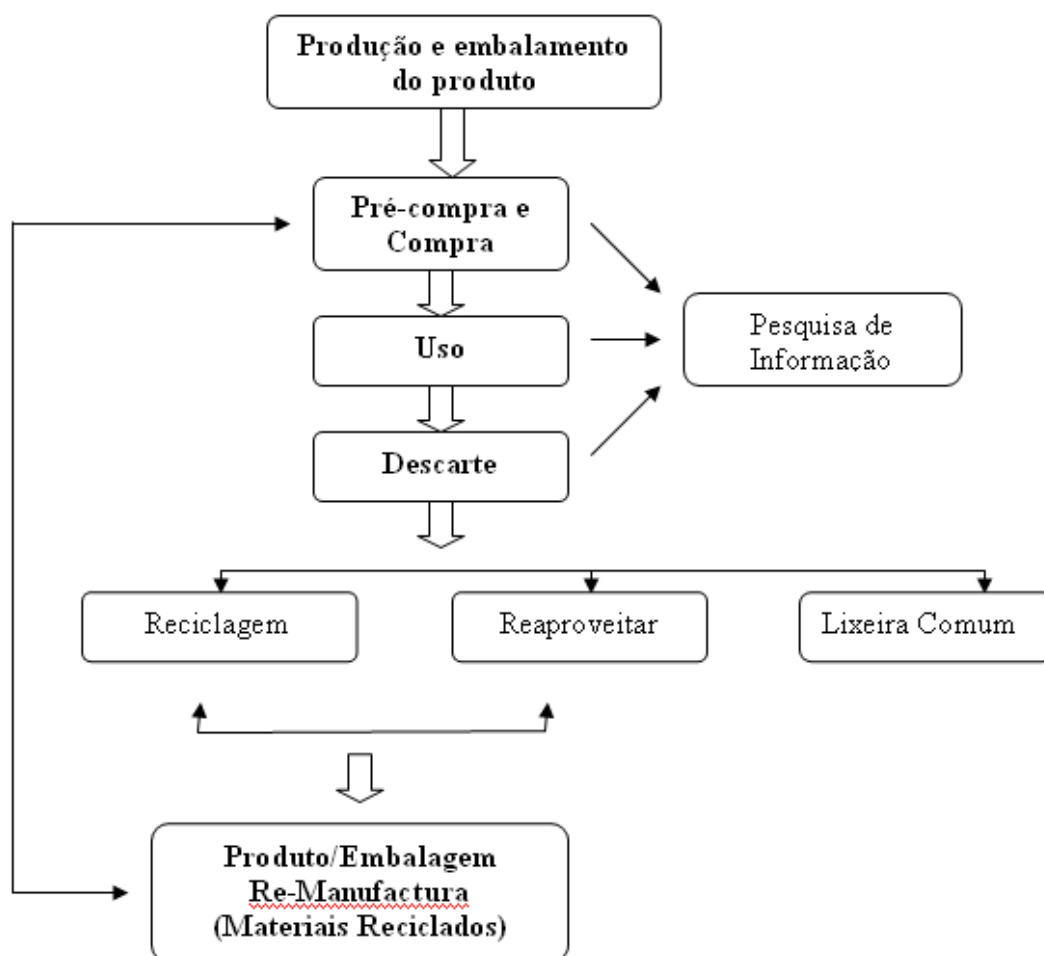 Produção e embalamento
do produto
Pré-compra e
Compra
Uso
Pesquisa de
Informação
Descarte
Reciclagem
Reaproveitar
Lixeira Comum
Produto/Embalagem
Re-Manufactura
(Materiais Reciclados)